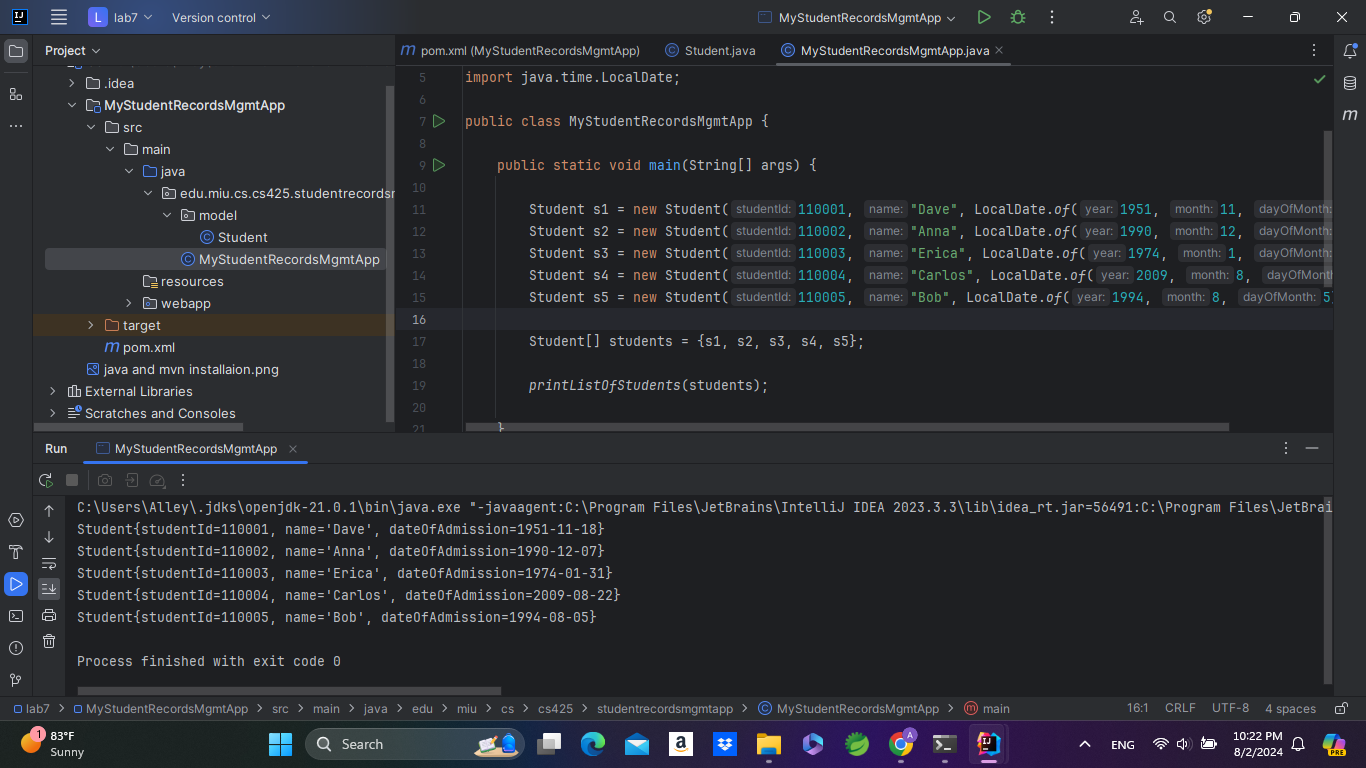 L lab7 Version control MyStudentRecordsMgmtApp
Project
.idea
MyStudentRecordsMgmtApp
src
main
java
edu.miu.cs.cs425.studentrecordsr
model
Student
MyStudentRecordsMgmtApp
resources
webapp
target
pom.xml
java and mvn installaion.png
External Libraries
Scratches and Consoles
pom.xml (MyStudentRecordsMgmtApp) Student.java MyStudentRecordsMgmtApp.java
5 import java.time.LocalDate;
6
7 public class MyStudentRecordsMgmtApp {
8
9 public static void main(String[] args) {
10
11 Student s1 = new Student( studentId: 110001, name: "Dave", LocalDate.of( year: 1951, month: 11, dayOfMonth:
12 Student s2 = new Student( studentId: 110002, name: "Anna", LocalDate.of( year: 1990, month: 12, dayOfMonth:
13 Student s3 = new Student( studentId: 110003, name: "Erica", LocalDate.of( year: 1974, month: 1, dayOfMonth:
14 Student s4 = new Student( studentId: 110004, name: "Carlos", LocalDate.of( year: 2009, month: 8, dayOfMonth
15 Student s5 = new Student( studentId: 110005, name: "Bob", LocalDate.of( year: 1994, month: 8, dayOfMonth: 5)
16
17 Student[] students = {s1, s2, s3, s4, s5};
18
19 printListOfStudents(students);
20
21 }
Run MyStudentRecordsMgmtApp
C:\Users\Alley\.jdks\openjdk-21.0.1\bin\java.exe "-javaagent:C:\Program Files\JetBrains\IntelliJ IDEA 2023.3.3\lib\idea_rt.jar=56491:C:\Program Files\JetBrai
Student{studentId=110001, name='Dave', dateOfAdmission=1951-11-18}
Student{studentId=110002, name='Anna', dateOfAdmission=1990-12-07}
Student{studentId=110003, name='Erica', dateOfAdmission=1974-01-31}
Student{studentId=110004, name='Carlos', dateOfAdmission=2009-08-22}
Student{studentId=110005, name='Bob', dateOfAdmission=1994-08-05}
Process finished with exit code 0
lab7 > MyStudentRecordsMgmtApp > src > main > java > edu > miu > cs > cs425 > studentrecordsmgmtapp > MyStudentRecordsMgmtApp > main 16:1 CRLF UTF-8 4 spaces
1 83°F
Sunny
Search
ENG
10:22 PM
8/2/2024